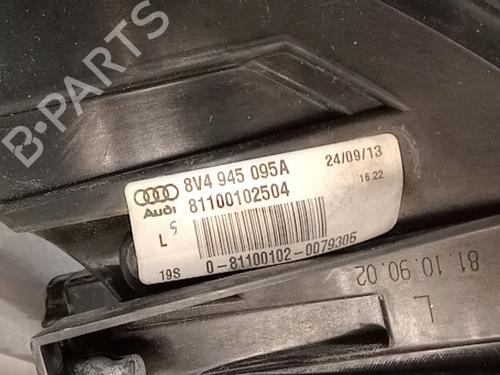 B-PARTS
8V4 945 095A 24/09/13
Audi 81100102504 16:22
L
19S 0-81100102-0079305
81.10.90.02
L